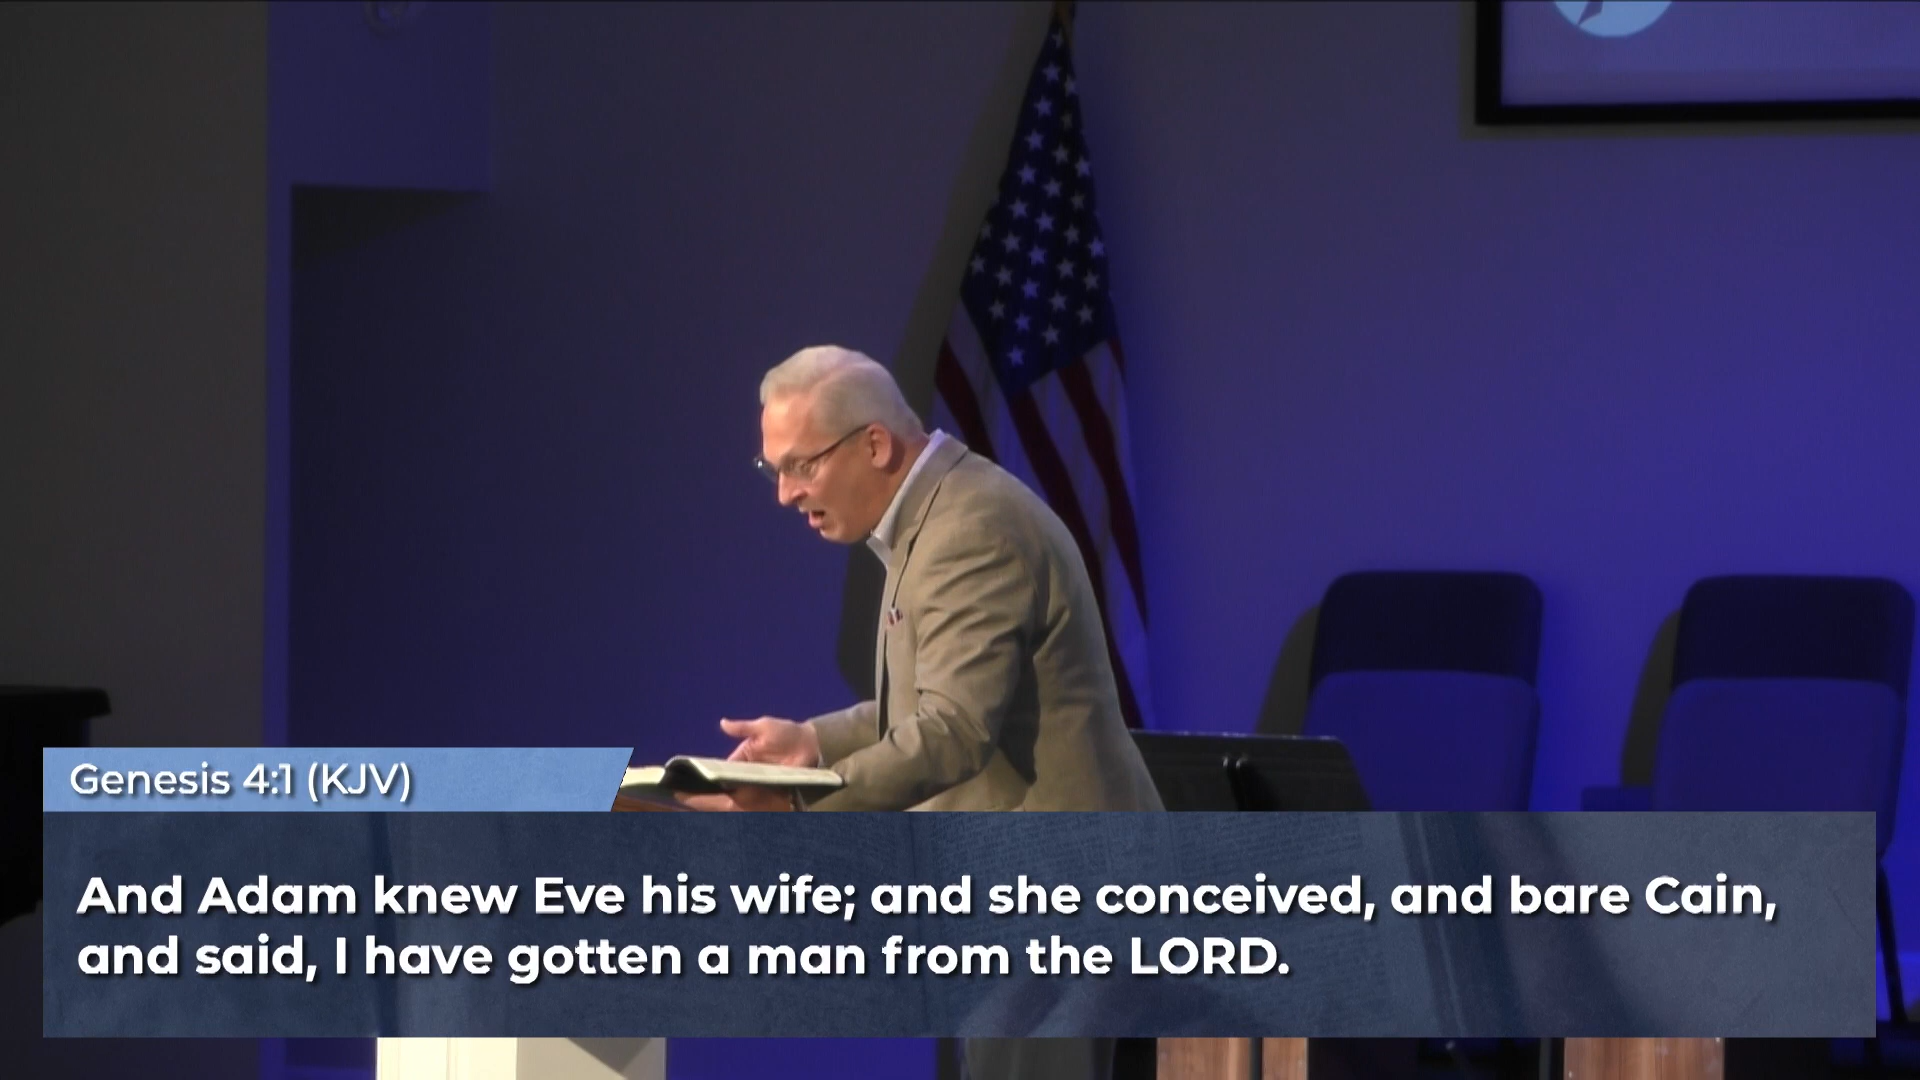 Genesis 4:1 (KJV)
And Adam knew Eve his wife; and she conceived, and bare Cain,
and said, I have gotten a man from the LORD.